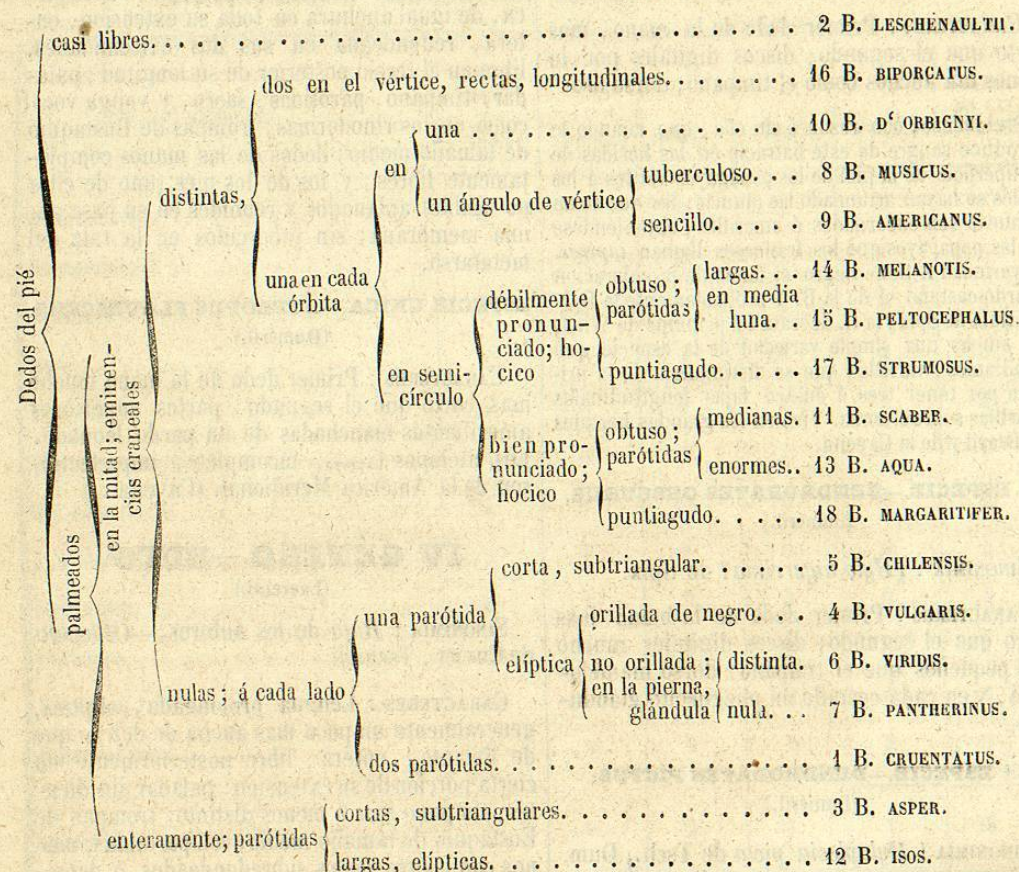 casi libres. . . . . . . . . . . . . . . . . . . . . . . . . . . 2 B. LESCHENAULTII.
dos en el vértice, rectas, longitudinales. . . . . . . . 16 B. BIPORCATUS.
una . . . . . . . . . . . . . . . 10 B. D'ORBIGNYI.
en
un ángulo de vértice
tuberculoso. . . 8 B. MUSICUS.
sencillo. . . . 9 B. AMERICANUS.
distintas,
una en cada
órbita
débilmente
pronun-
ciado; ho-
cico
obtuso;
parótidas
largas. . . 14 B. MELANOTIS.
en media
luna. . 15 B. PELTOCEPHALUS.
puntiagudo. . . . . 17 B. STRUMOSUS.
en semi-
círculo
bien pro-
nunciado;
hocico
obtuso;
parótidas
medianas. 11 B. SCABER.
enormes. . 13 B. AQUA.
puntiagudo. . . . . 18 B. MARGARITIFER.
Dedos del pié
palmeados
en la mitad; eminen-
cias craneales
corta, subtriangular. . . . . . 5 B. CHILENSIS.
una parótida
elíptica
orillada de negro. . . . 4 B. VULGARIS.
no orillada;
en la pierna,
glándula
distinta. 6 B. VIRIDIS.
nula. . . 7 B. PANTHERINUS.
nulas; á cada lado
dos parótidas. . . . . . . . . . . . . . . . 1 B. CRUENTATUS.
enteramente; parótidas
cortas, subtriangulares. . . . . . . . . . . . 3 B. ASPER.
largas, elípticas. . . . . . . . . . . . . . . . 12 B. ISOS.